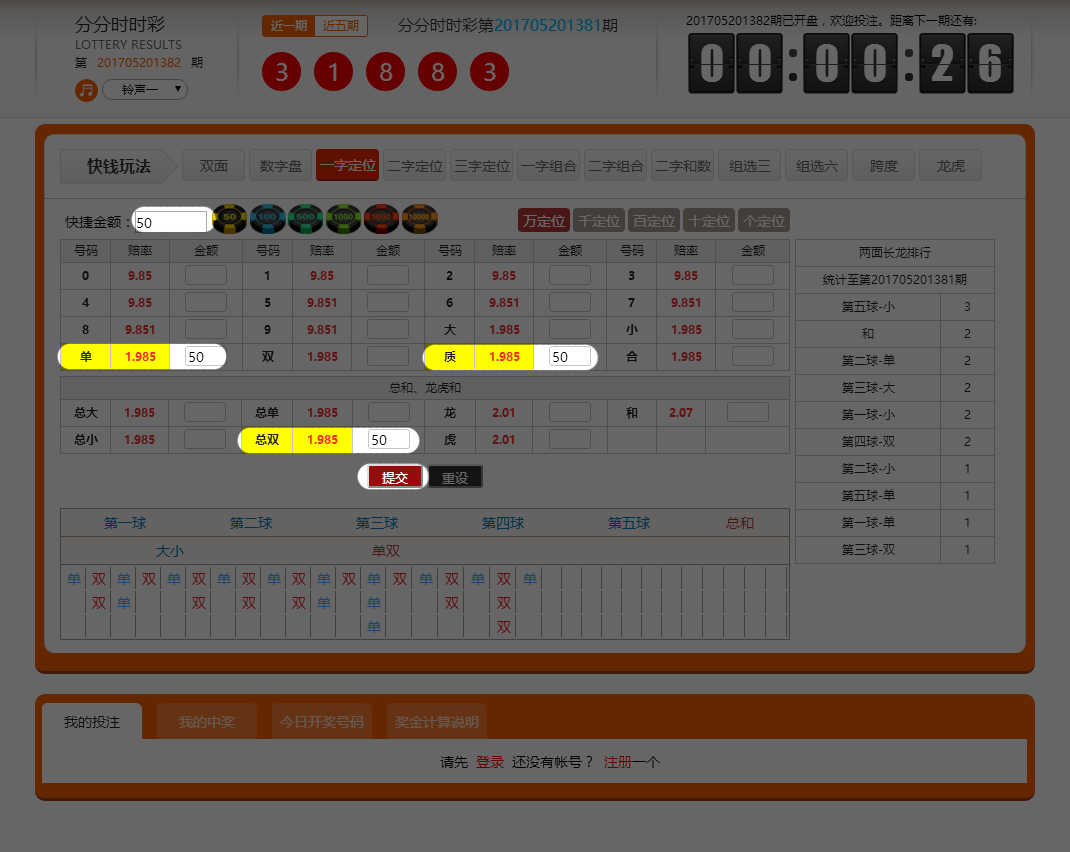 分分时时彩
LOTTERY RESULTS
第 201705201382 期
铃声一 ▼
近一期 近五期
分分时时彩第201705201381期
3 1 8 8 3
201705201382期已开盘，欢迎投注。距离下一期还有:
00:00:26
快钱玩法 双面 数字盘 一字定位 二字定位 三字定位 一字组合 二字组合 二字和数 组选三 组选六 跨度 龙虎
快捷金额： 50 50 100 500 1000 5000 10000
万定位 千定位 百定位 十定位 个定位
号码 赔率 金额 号码 赔率 金额 号码 赔率 金额 号码 赔率 金额
0 9.85 1 9.85 2 9.85 3 9.85
4 9.85 5 9.851 6 9.851 7 9.851
8 9.851 9 9.851 大 1.985 小 1.985
单 1.985 50 双 1.985 质 1.985 50 合 1.985
总和、龙虎和
总大 1.985 总单 1.985 龙 2.01 和 2.07
总小 1.985 总双 1.985 50 虎 2.01
提交 重设
两面长龙排行
统计至第201705201381期
第五球-小 3
和 2
第二球-单 2
第三球-大 2
第一球-小 2
第四球-双 2
第二球-小 1
第五球-单 1
第一球-单 1
第三球-双 1
第一球 第二球 第三球 第四球 第五球 总和
大小 单双
单 双 单 双 单 双 单 双 单 双 单 双 单 双 单 双 单 双 单
双 单 双 双 双 单 单 双 双
单 双
我的投注 我的中奖 今日开奖号码 奖金计算说明
请先 登录 还没有帐号？ 注册一个